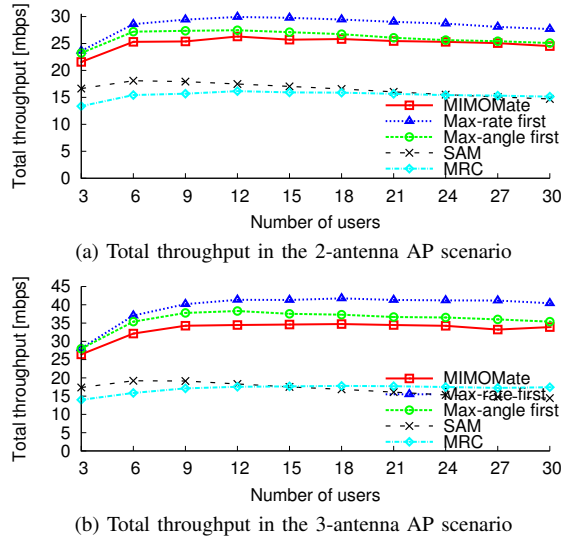 Total throughput [mbps]
30
25
20
15
10
5
0
3 6 9 12 15 18 21 24 27 30
Number of users
MIMOMate
Max-rate first
Max-angle first
SAM
MRC
(a) Total throughput in the 2-antenna AP scenario
Total throughput [mbps]
45
40
35
30
25
20
15
10
5
0
3 6 9 12 15 18 21 24 27 30
Number of users
MIMOMate
Max-rate first
Max-angle first
SAM
MRC
(b) Total throughput in the 3-antenna AP scenario